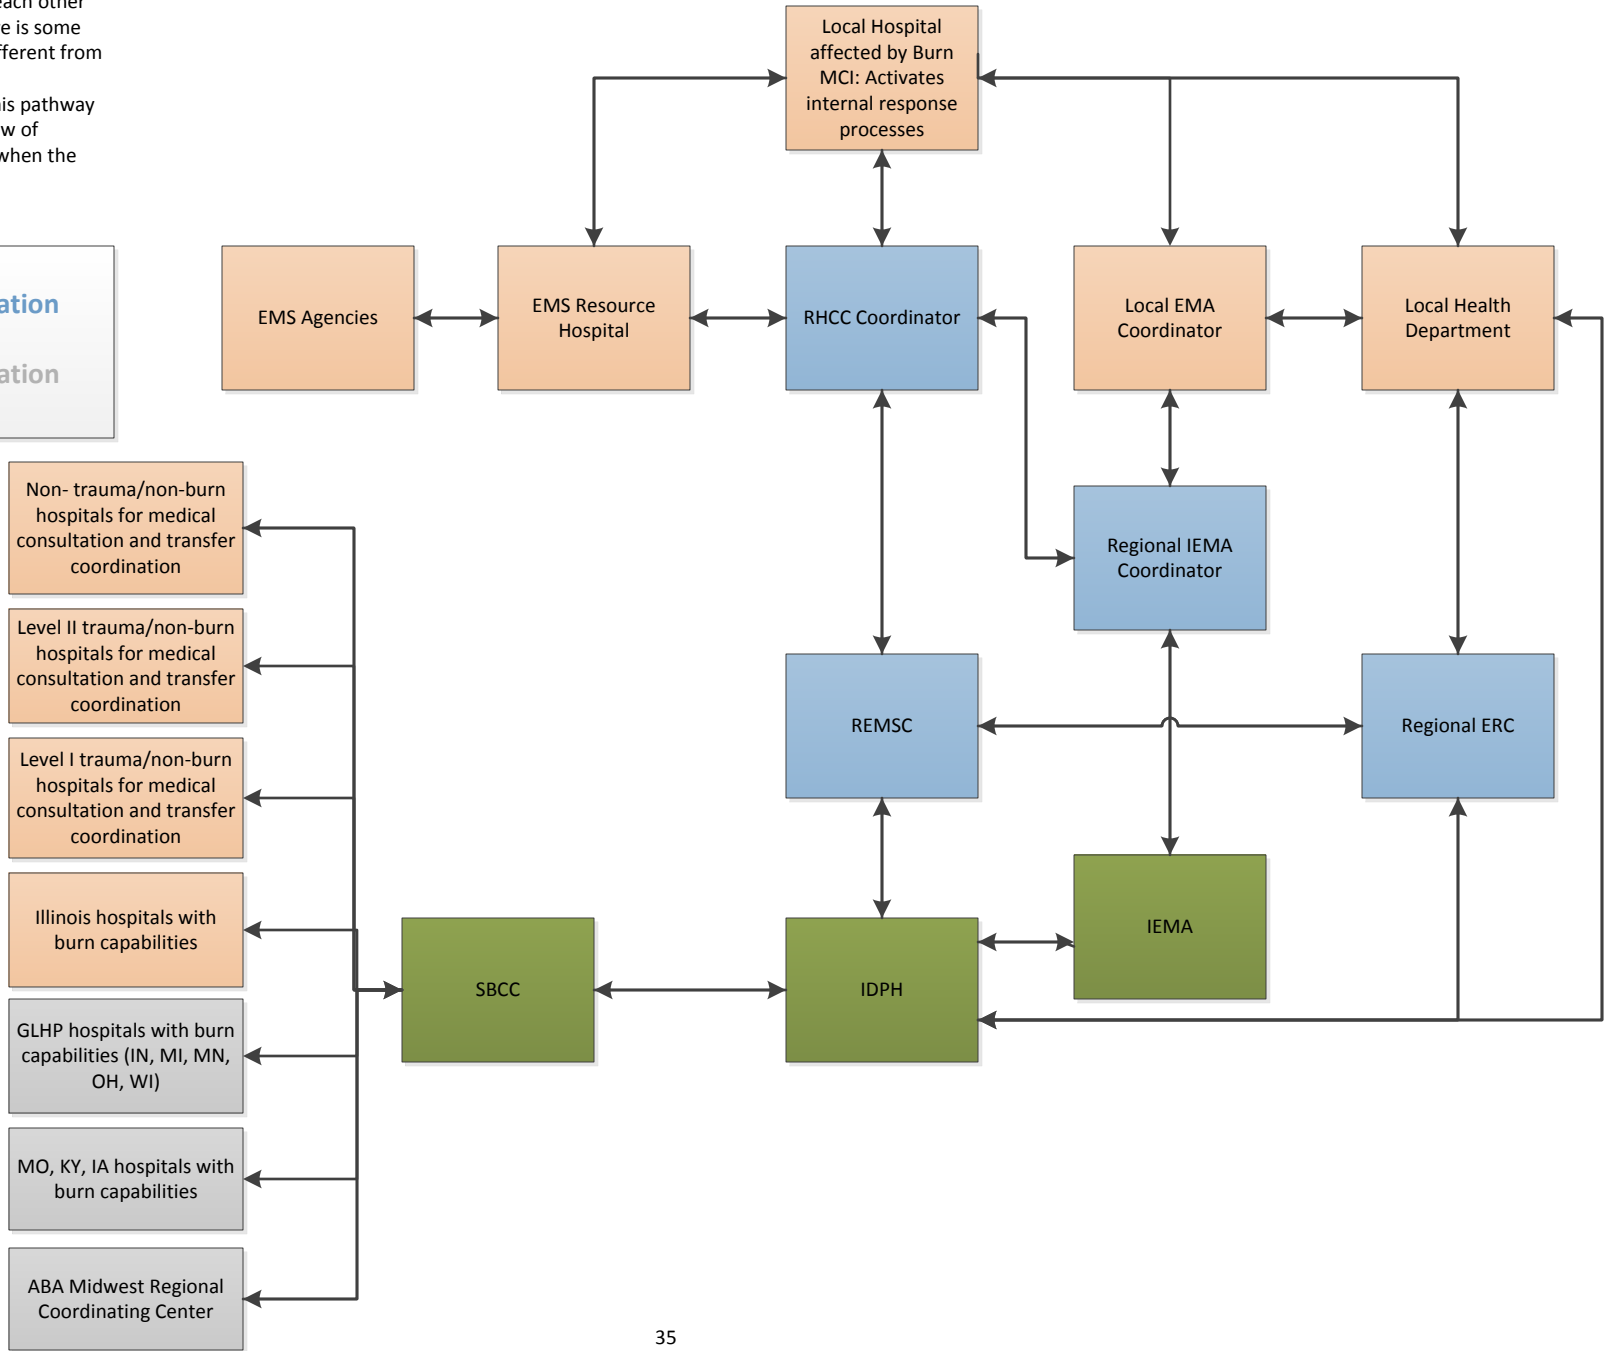 each other
e is some
fferent from
his pathway
w of
when the
ation
ation
Local Hospital
affected by Burn
MCI: Activates
internal response
processes
EMS Agencies
EMS Resource
Hospital
RHCC Coordinator
Local EMA
Coordinator
Local Health
Department
Non- trauma/non-burn
hospitals for medical
consultation and transfer
coordination
Regional IEMA
Coordinator
Level II trauma/non-burn
hospitals for medical
consultation and transfer
coordination
REMSC
Regional ERC
Level I trauma/non-burn
hospitals for medical
consultation and transfer
coordination
Illinois hospitals with
burn capabilities
SBCC
IDPH
IEMA
GLHP hospitals with burn
capabilities (IN, MI, MN,
OH, WI)
MO, KY, IA hospitals with
burn capabilities
ABA Midwest Regional
Coordinating Center
35